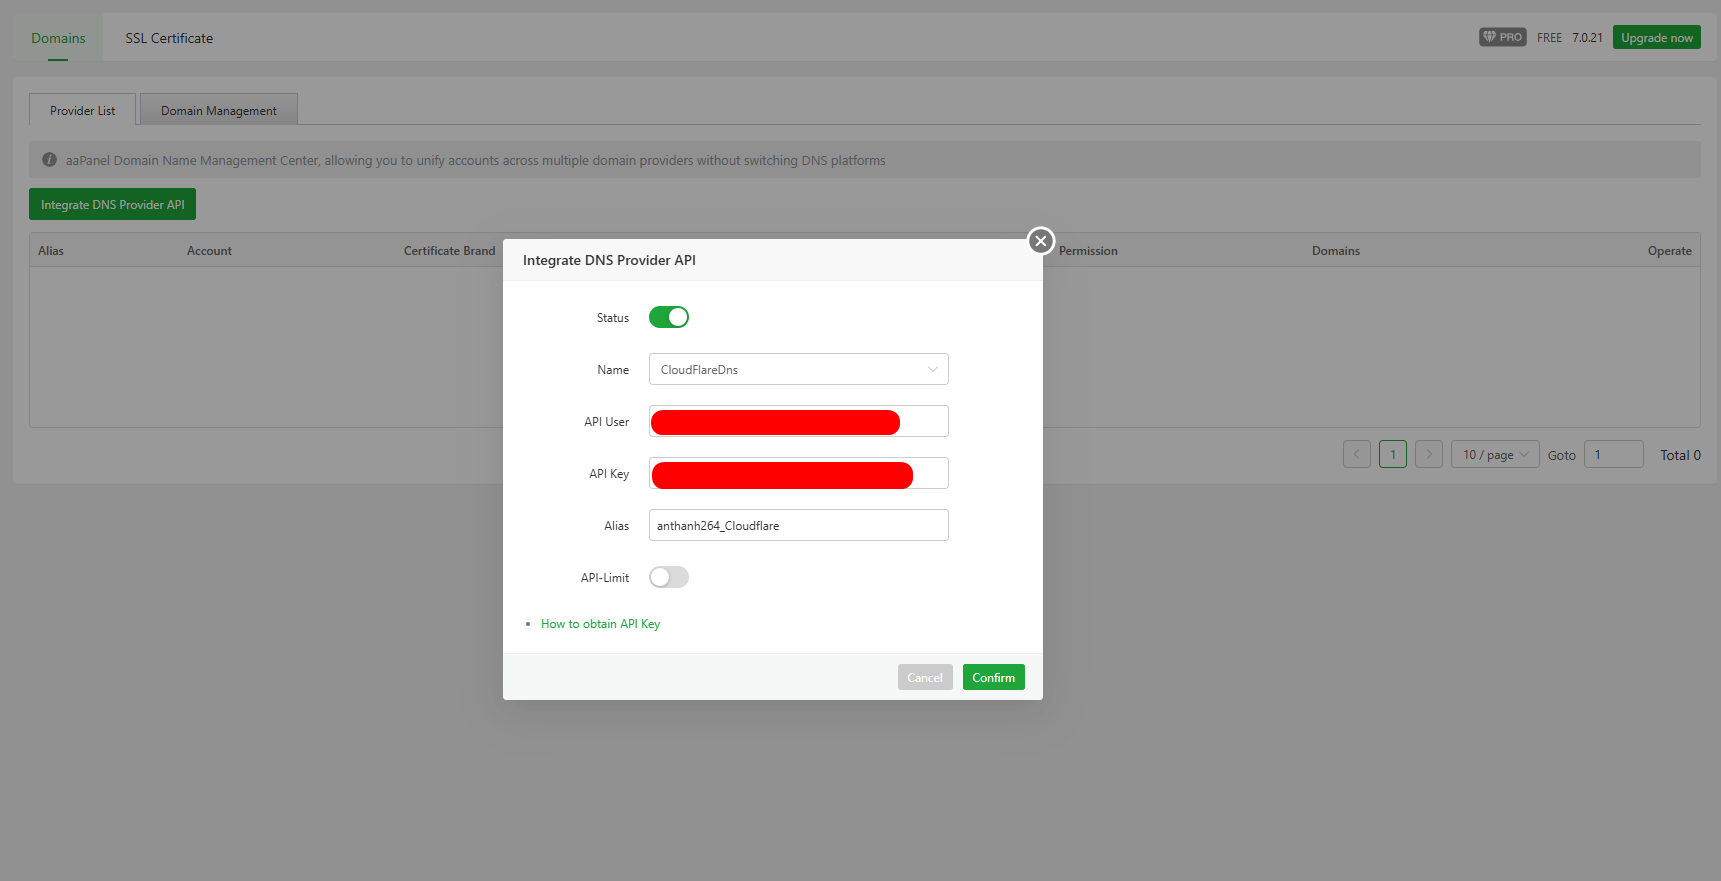 Domains SSL Certificate PRO FREE 7.0.21 Upgrade now
Provider List Domain Management
aaPanel Domain Name Management Center, allowing you to unify accounts across multiple domain providers without switching DNS platforms
Integrate DNS Provider API
Alias Account Certificate Brand Permission Domains Operate
Integrate DNS Provider API
Status
Name CloudFlareDns
API User
API Key
Alias anthanh264_Cloudflare
API-Limit
How to obtain API Key
Cancel Confirm
1 10 / page Goto 1 Total 0